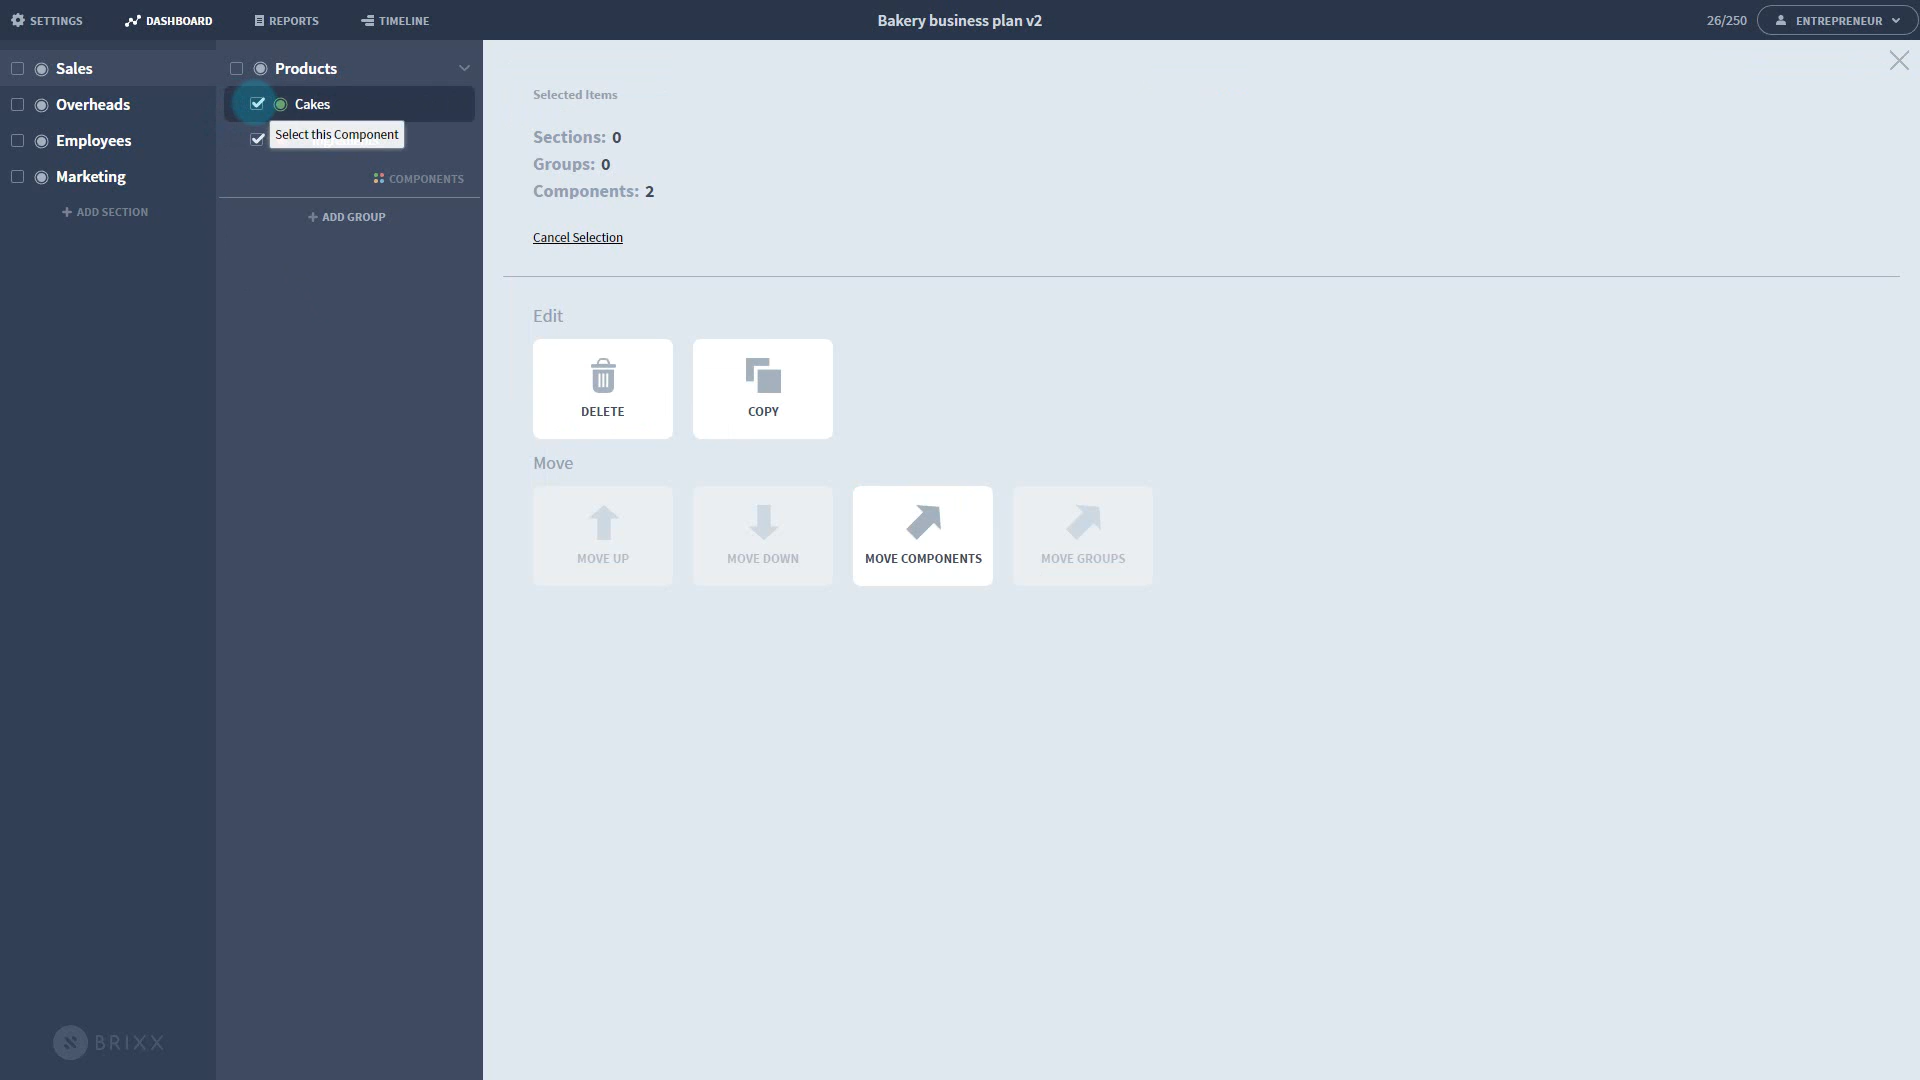 SETTINGS
DASHBOARD
REPORTS
TIMELINE
Bakery business plan v2
26/250
ENTREPRENEUR
Sales
Overheads
Employees
Marketing
ADD SECTION
Products
Cakes
Select this Component
COMPONENTS
ADD GROUP
Selected Items
Sections: 0
Groups: 0
Components: 2
Cancel Selection
Edit
DELETE
COPY
Move
MOVE UP
MOVE DOWN
MOVE COMPONENTS
MOVE GROUPS
BRIXX